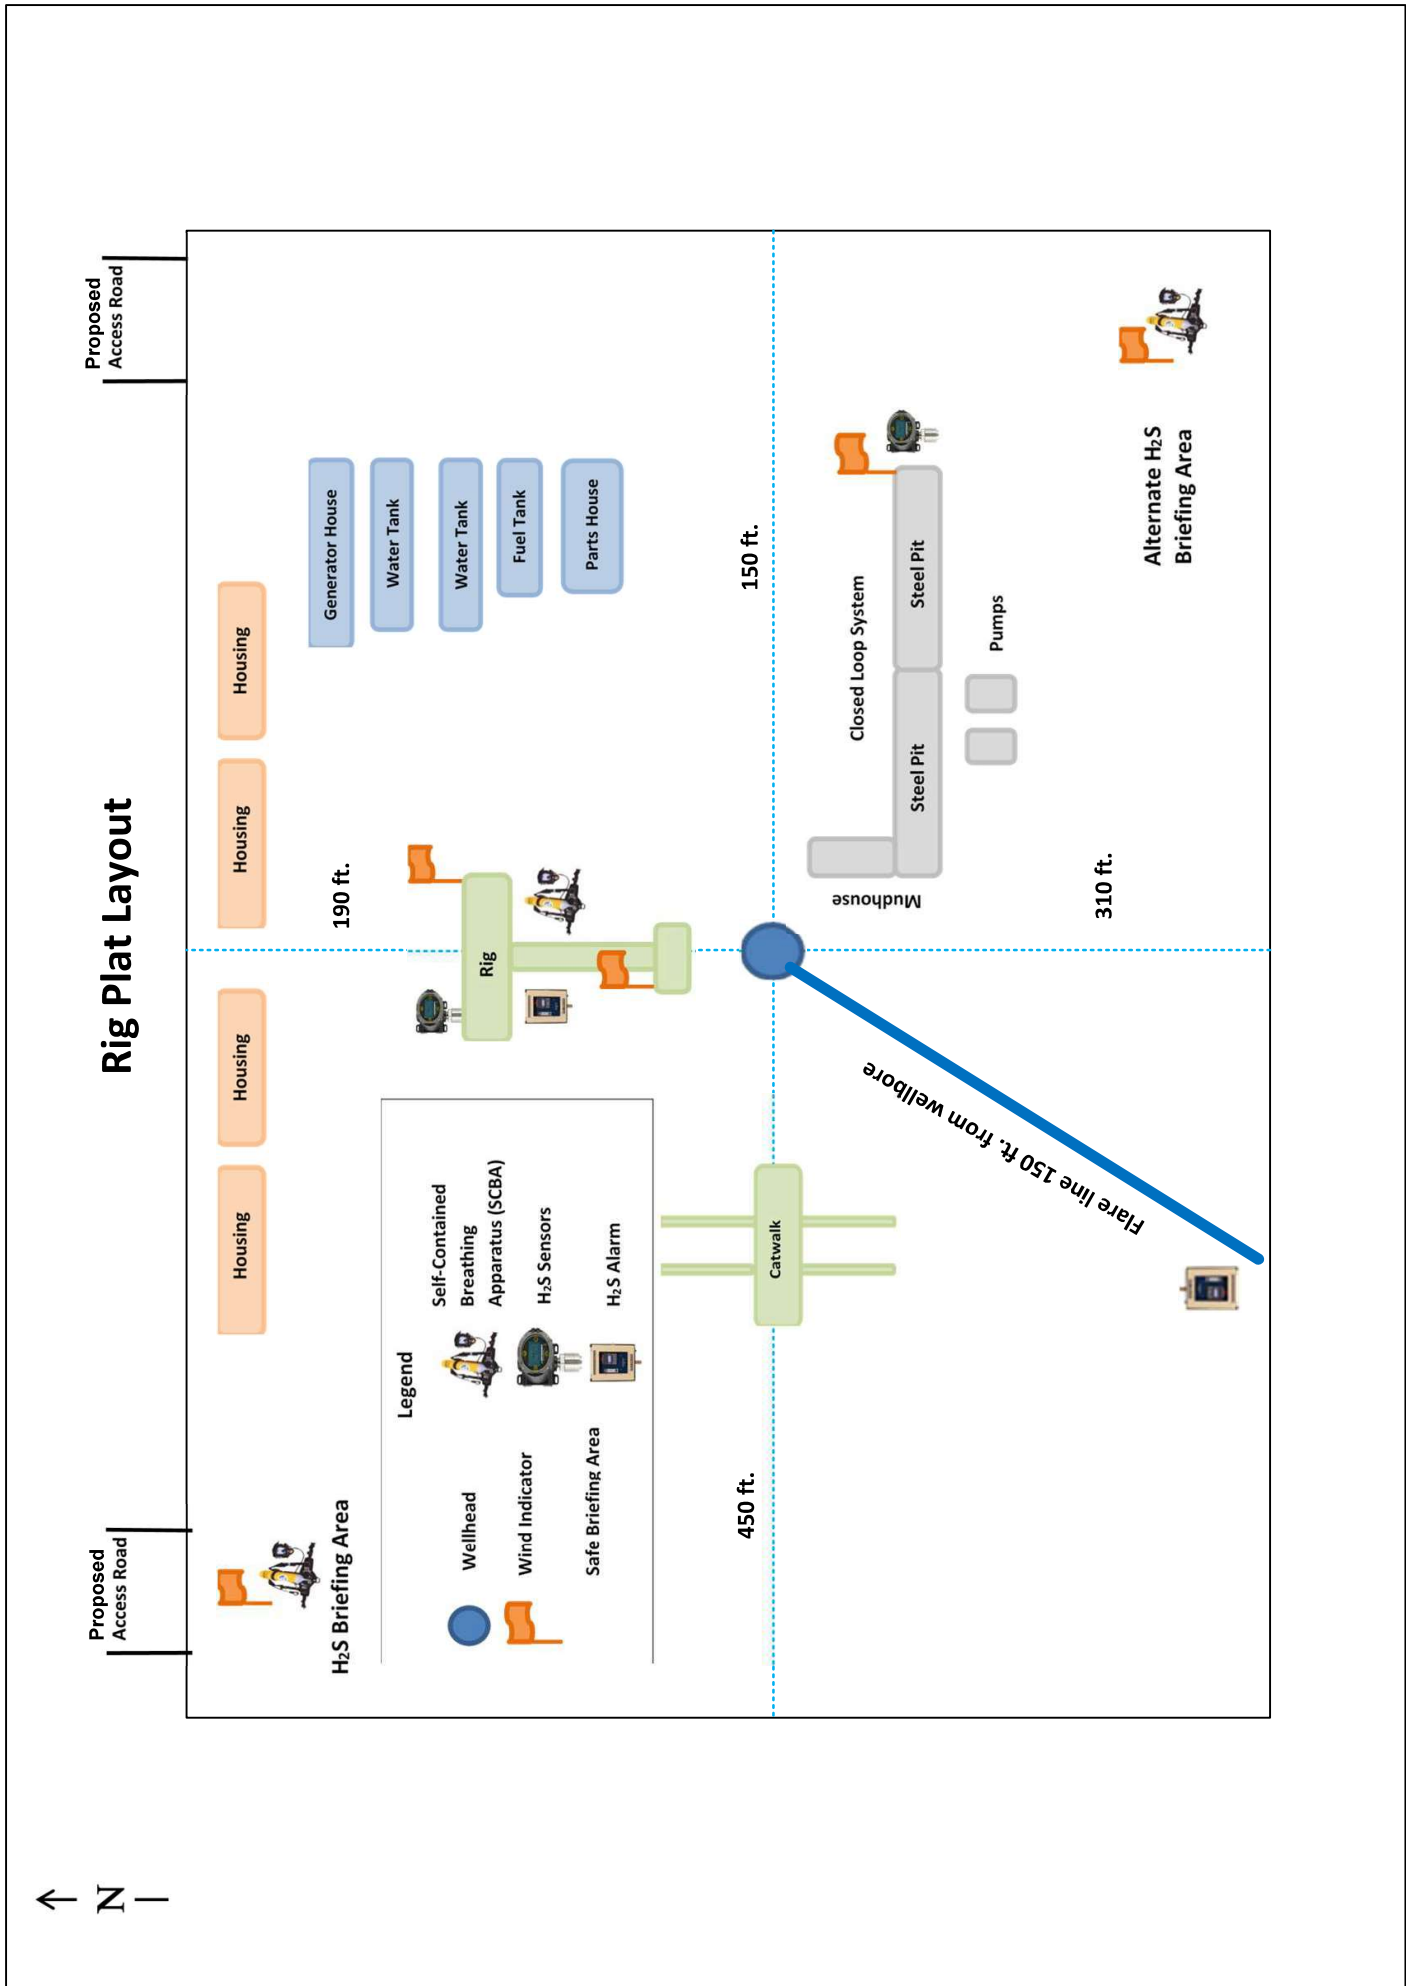 Rig Plat Layout
N
Proposed
Access Road
Proposed
Access Road
Housing
Housing
Housing
Housing
H₂S Briefing Area
190 ft.
Generator House
Water Tank
Water Tank
Fuel Tank
Parts House
Rig
Legend
Wellhead
Wind Indicator
Safe Briefing Area
Self-Contained
Breathing
Apparatus (SCBA)
H₂S Sensors
H₂S Alarm
450 ft.
150 ft.
Catwalk
Mudhouse
Closed Loop System
Steel Pit
Steel Pit
Pumps
Flare line 150 ft. from wellbore
310 ft.
Alternate H₂S
Briefing Area